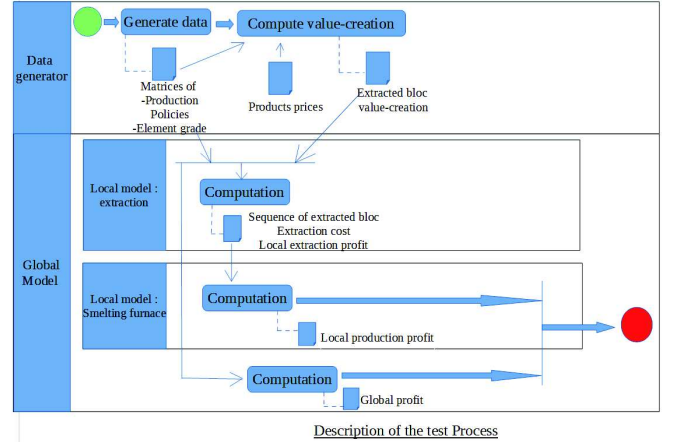 Data
generator
Generate data
Compute value-creation
Matrices of
-Production
Policies
-Element grade
Products prices
Extracted bloc
value-creation
Global
Model
Local model :
extraction
Computation
Sequence of extracted bloc
Extraction cost
Local extraction profit
Local model :
Smelting furnace
Computation
Local production profit
Computation
Global profit
Description of the test Process